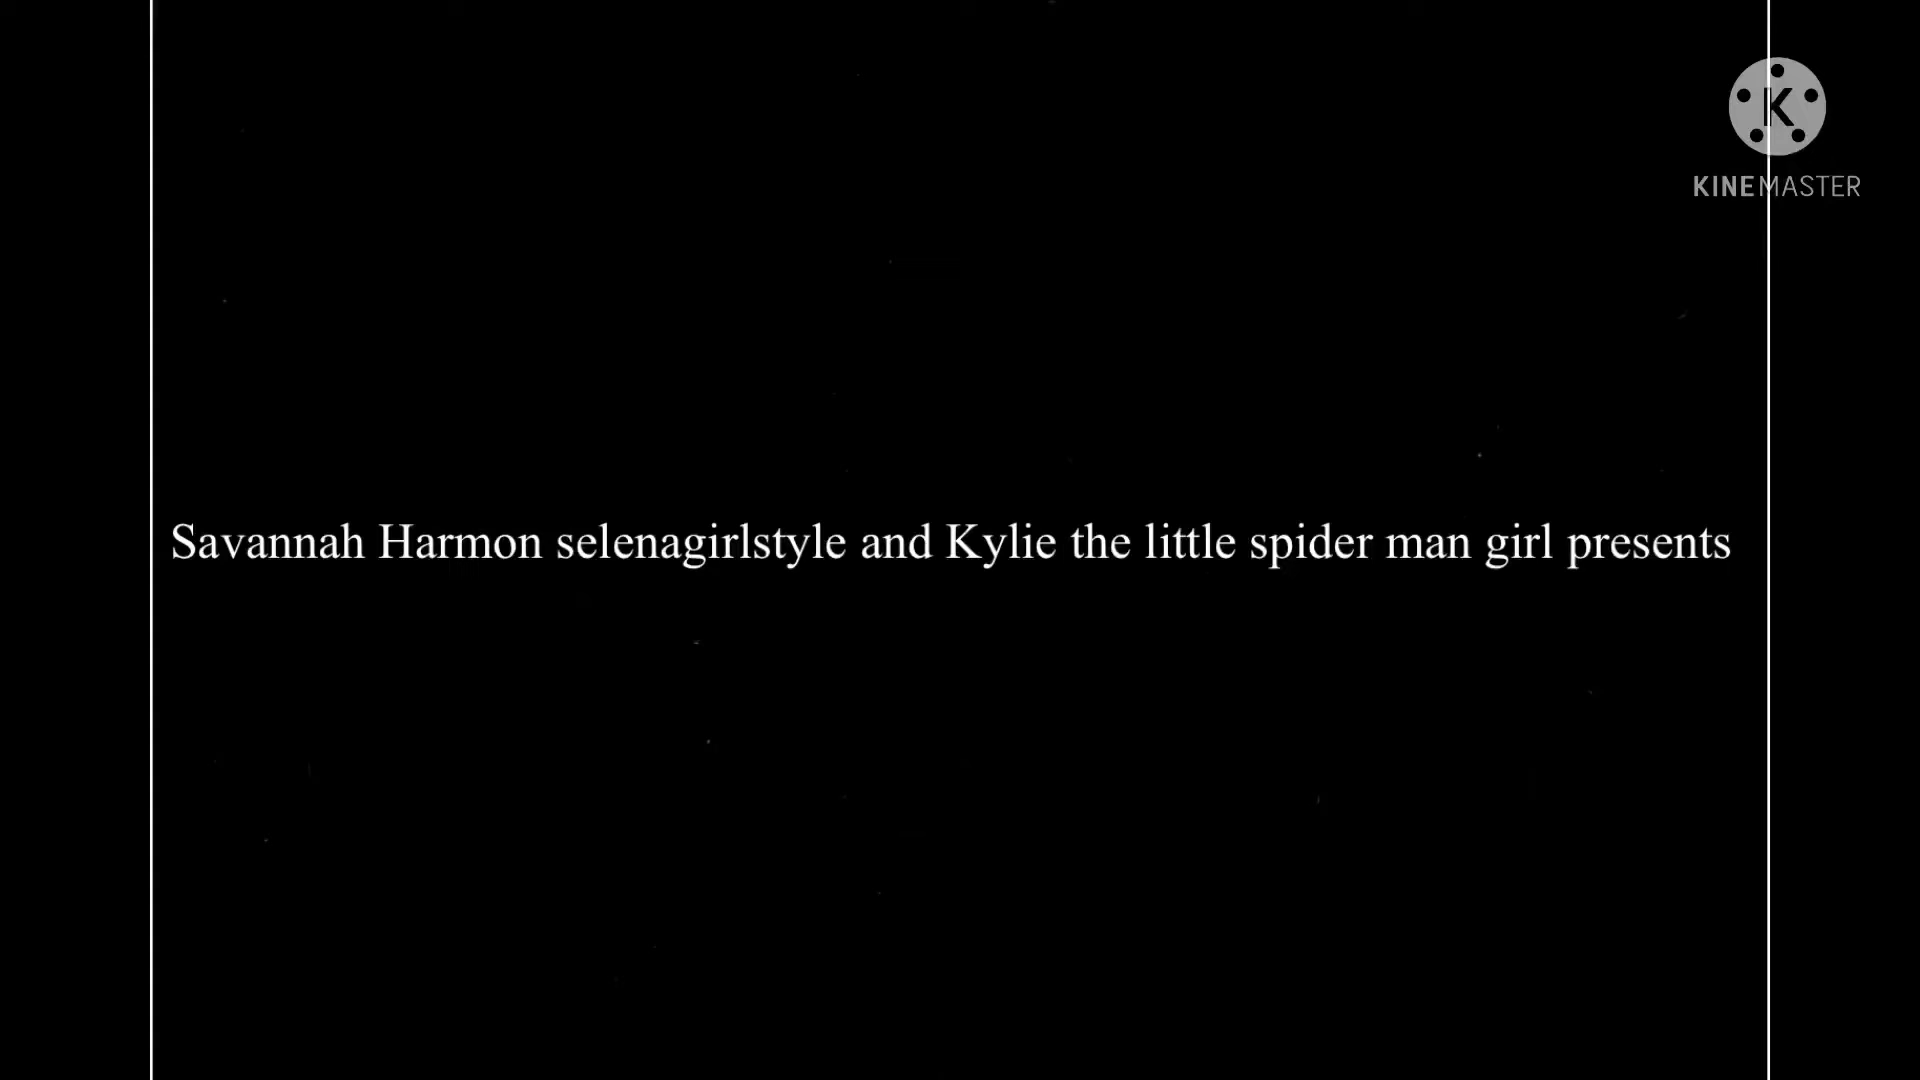 K
KINEMASTER
Savannah Harmon selenagirlstyle and Kylie the little spider man girl presents